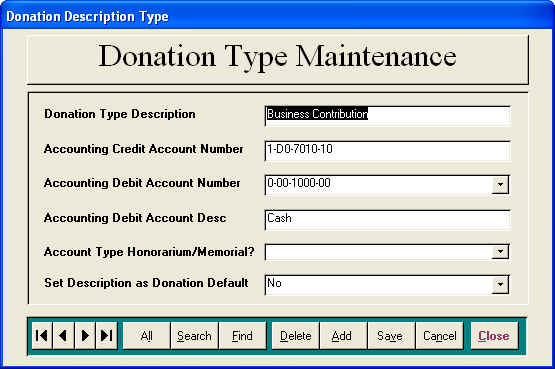 Donation Description Type
Donation Type Maintenance
Donation Type Description Business Contribution
Accounting Credit Account Number 1-D0-7010-10
Accounting Debit Account Number 0-00-1000-00
Accounting Debit Account Desc Cash
Account Type Honorarium/Memorial?
Set Description as Donation Default No
All Search Find Delete Add Save Cancel Close